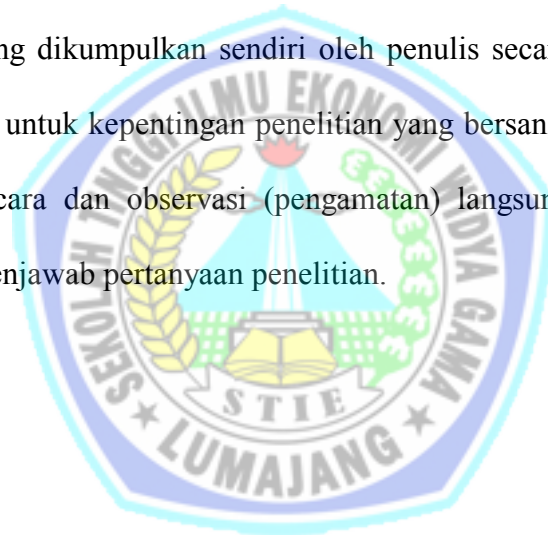 ng dikumpulkan sendiri oleh penulis secar
untuk kepentingan penelitian yang bersan
cara dan observasi (pengamatan) langsun
enjawab pertanyaan penelitian.
SEKOLAH TINGGI ILMU EKONOMI WIDYA GAMA
STIE
LUMAJANG